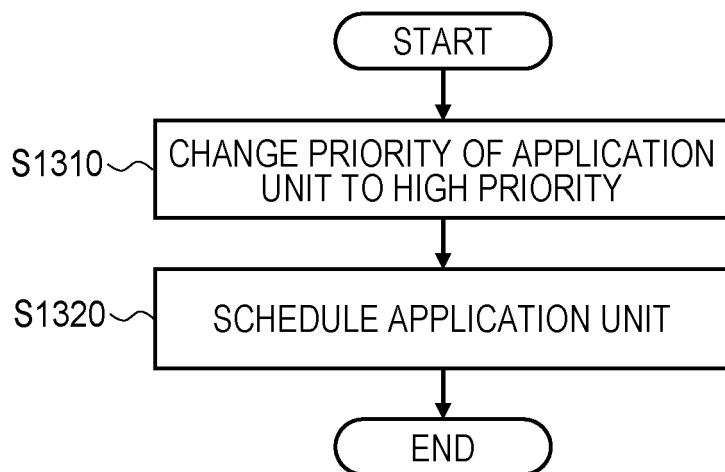 START
S1310
CHANGE PRIORITY OF APPLICATION
UNIT TO HIGH PRIORITY
S1320
SCHEDULE APPLICATION UNIT
END